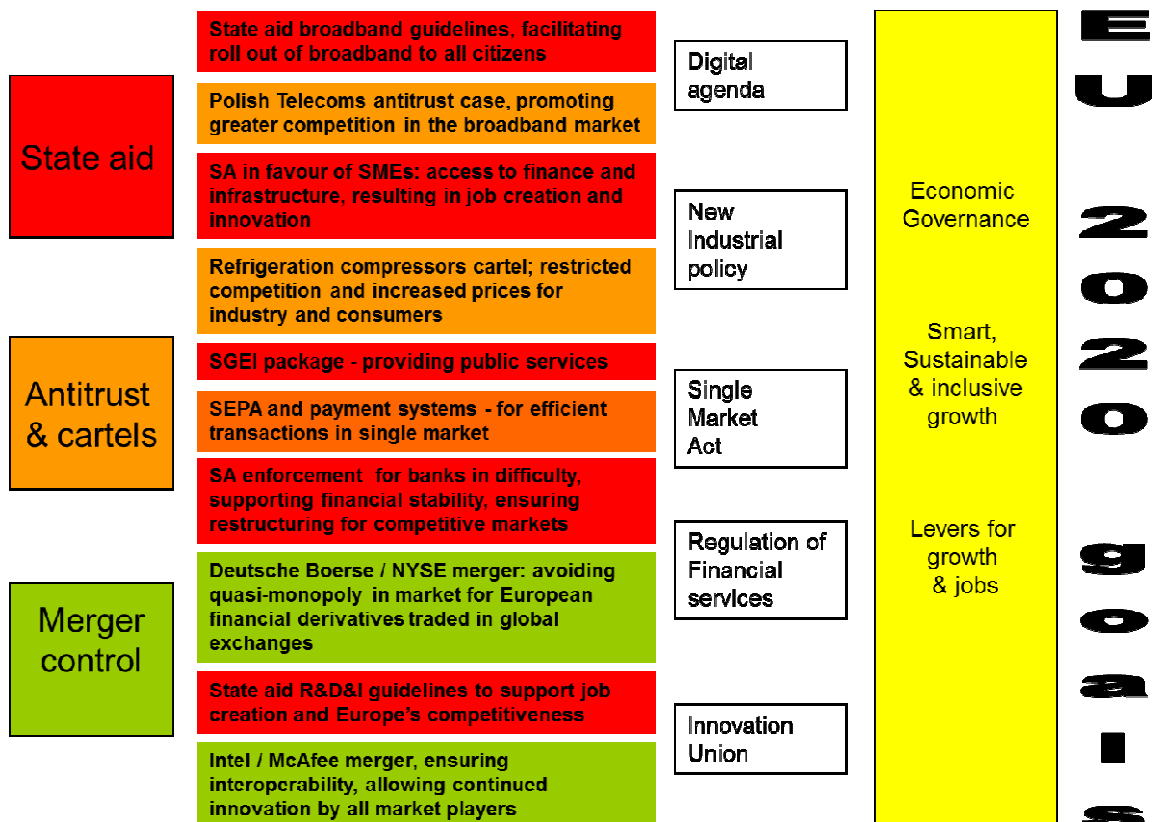 State aid
Antitrust
& cartels
Merger
control
State aid broadband guidelines, facilitating
roll out of broadband to all citizens
Polish Telecoms antitrust case, promoting
greater competition in the broadband market
SA in favour of SMEs: access to finance and
infrastructure, resulting in job creation and
innovation
Refrigeration compressors cartel; restricted
competition and increased prices for
industry and consumers
SGEI package - providing public services
SEPA and payment systems - for efficient
transactions in single market
SA enforcement for banks in difficulty,
supporting financial stability, ensuring
restructuring for competitive markets
Deutsche Boerse / NYSE merger: avoiding
quasi-monopoly in market for European
financial derivatives traded in global
exchanges
State aid R&D&I guidelines to support job
creation and Europe's competitiveness
Intel / McAfee merger, ensuring
interoperability, allowing continued
innovation by all market players
Digital
agenda
New
Industrial
policy
Single
Market
Act
Regulation of
Financial
services
Innovation
Union
Economic
Governance
Smart,
Sustainable
& inclusive
growth
Levers for
growth
& jobs
EU 2020 goals